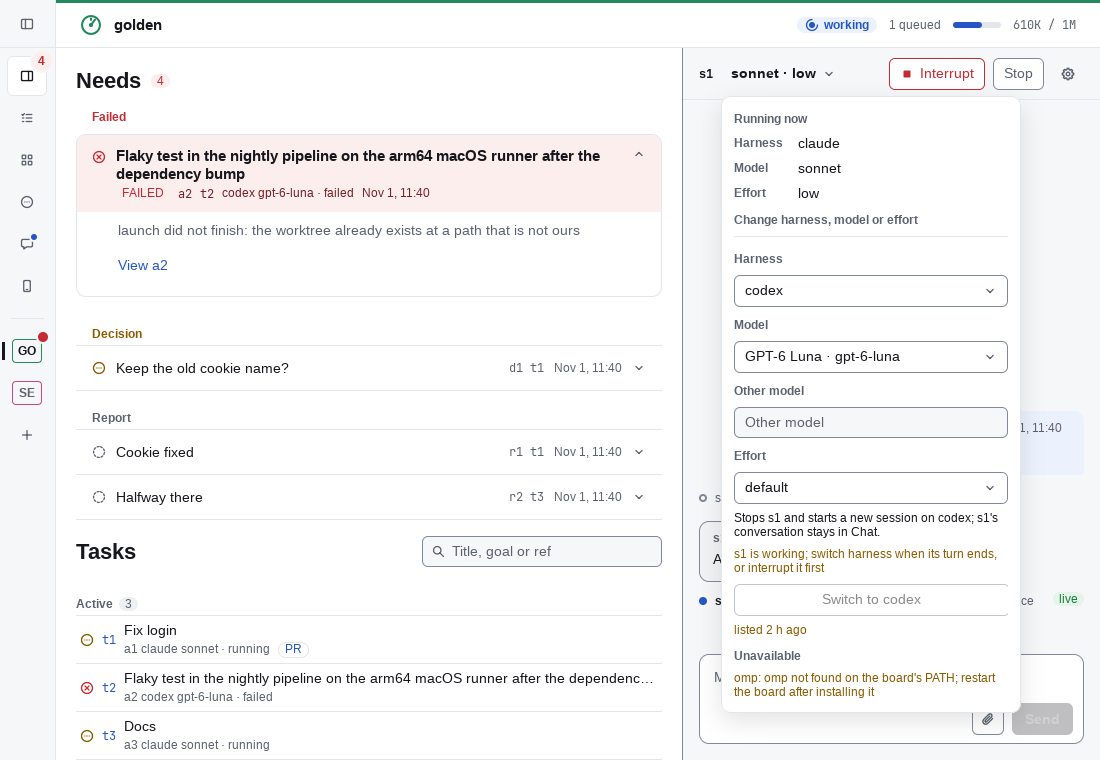 golden
working
1 queued
610K / 1M
4
GO
SE
Needs 4
Failed
Flaky test in the nightly pipeline on the arm64 macOS runner after the
dependency bump
FAILED a2 t2 codex gpt-6-luna · failed Nov 1, 11:40
launch did not finish: the worktree already exists at a path that is not ours
View a2
Decision
Keep the old cookie name? d1 t1 Nov 1, 11:40
Report
Cookie fixed r1 t1 Nov 1, 11:40
Halfway there r2 t3 Nov 1, 11:40
Tasks
Title, goal or ref
Active 3
t1 Fix login
a1 claude sonnet · running PR
t2 Flaky test in the nightly pipeline on the arm64 macOS runner after the dependenc…
a2 codex gpt-6-luna · failed
t3 Docs
a3 claude sonnet · running
s1 sonnet · low
Interrupt
Stop
Running now
Harness claude
Model sonnet
Effort low
Change harness, model or effort
Harness
codex
Model
GPT-6 Luna · gpt-6-luna
Other model
Other model
Effort
default
Stops s1 and starts a new session on codex; s1's
conversation stays in Chat.
s1 is working; switch harness when its turn ends,
or interrupt it first
Switch to codex
listed 2 h ago
Unavailable
omp: omp not found on the board's PATH; restart
the board after installing it
11:40
live
Send